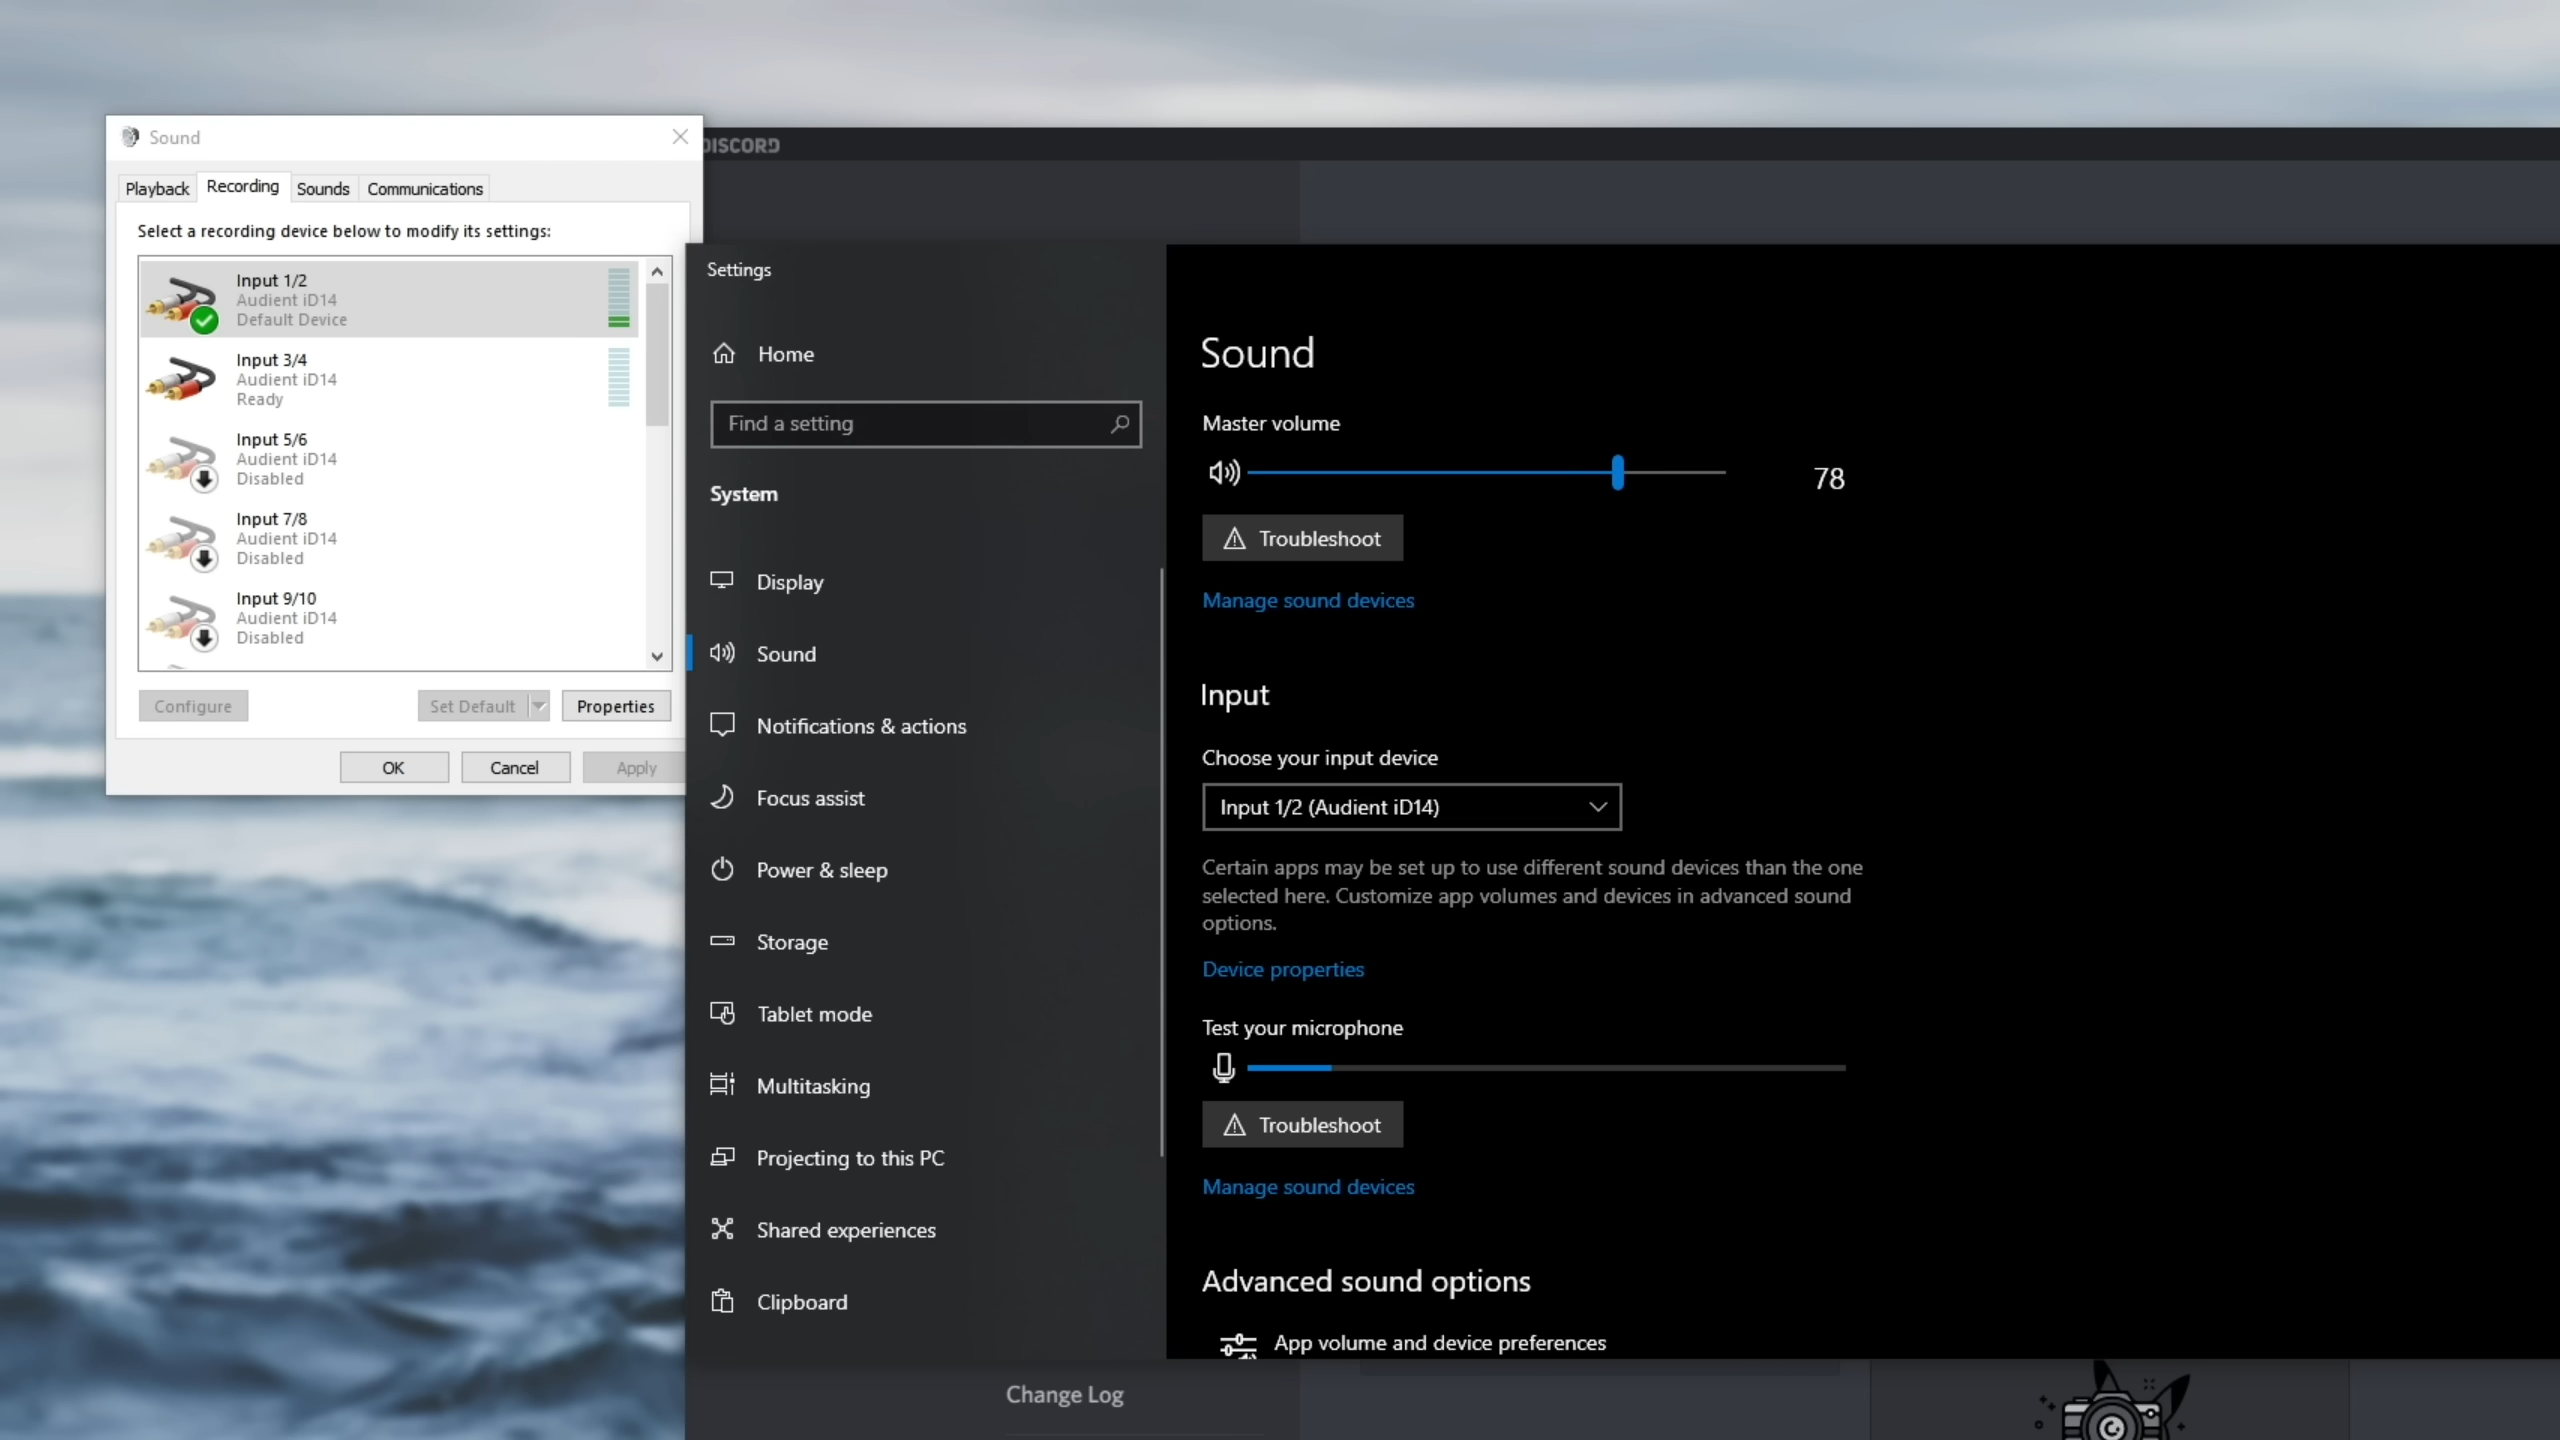 Sound
Playback
Recording
Sounds
Communications
Select a recording device below to modify its settings:
Input 1/2
Audient iD14
Default Device
Input 3/4
Audient iD14
Ready
Input 5/6
Audient iD14
Disabled
Input 7/8
Audient iD14
Disabled
Input 9/10
Audient iD14
Disabled
Configure
Set Default
Properties
OK
Cancel
Apply
DISCORD
Settings
Home
Find a setting
System
Display
Sound
Notifications & actions
Focus assist
Power & sleep
Storage
Tablet mode
Multitasking
Projecting to this PC
Shared experiences
Clipboard
Sound
Master volume
78
Troubleshoot
Manage sound devices
Input
Choose your input device
Input 1/2 (Audient iD14)
Certain apps may be set up to use different sound devices than the one
selected here. Customize app volumes and devices in advanced sound
options.
Device properties
Test your microphone
Troubleshoot
Manage sound devices
Advanced sound options
App volume and device preferences
Change Log